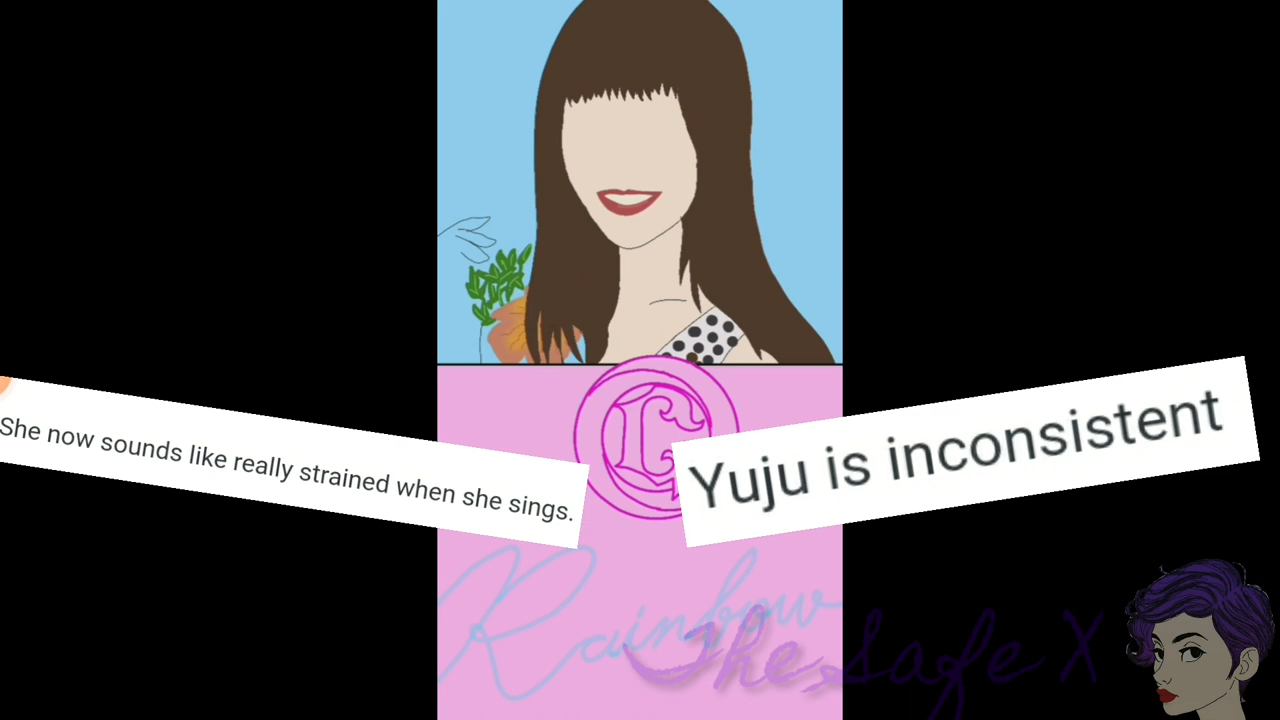 She now sounds like really strained when she sings.
Yuju is inconsistent
Rainbow
The Safe X